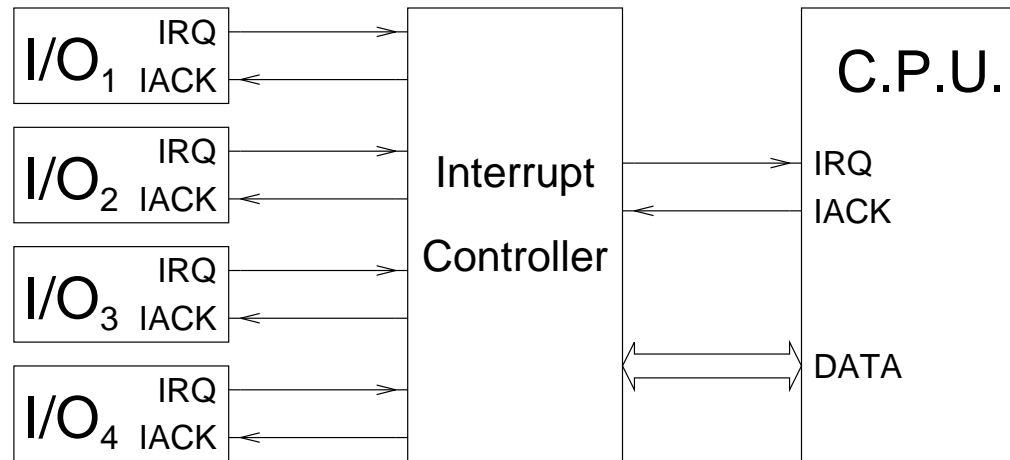 I/O1
IRQ
IACK
I/O2
IRQ
IACK
I/O3
IRQ
IACK
I/O4
IRQ
IACK
Interrupt
Controller
C.P.U.
IRQ
IACK
DATA